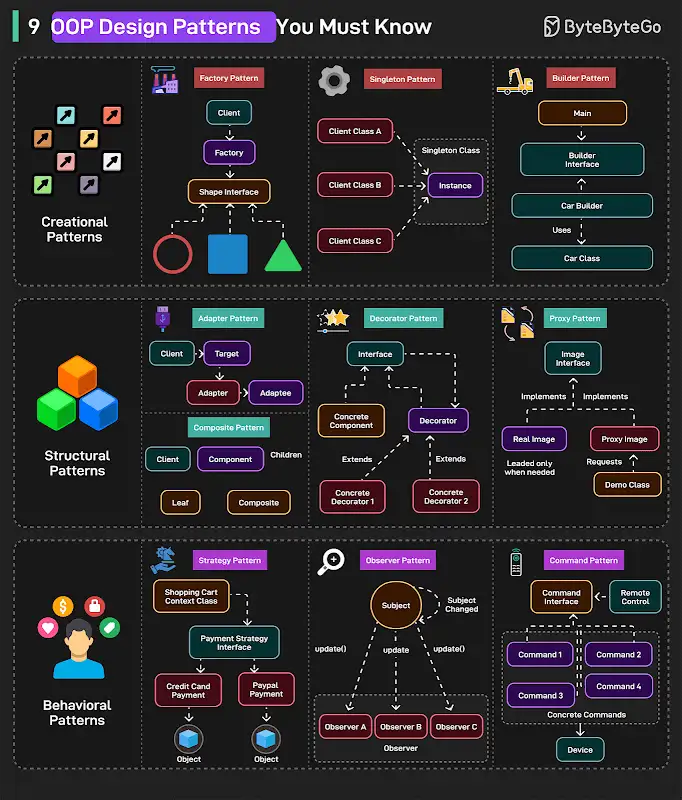 9 OOP Design Patterns You Must Know
ByteByteGo
Creational
Patterns
Factory Pattern
Client
Factory
Shape Interface
Singleton Pattern
Client Class A
Client Class B
Client Class C
Singleton Class
Instance
Builder Pattern
Main
Builder
Interface
Car Builder
Uses
Car Class
Structural
Patterns
Adapter Pattern
Client
Target
Adapter
Adaptee
Composite Pattern
Client
Component
Children
Leaf
Composite
Decorator Pattern
Interface
Concrete
Component
Decorator
Extends
Extends
Concrete
Decorator 1
Concrete
Decorator 2
Proxy Pattern
Image
Interface
Implements
Implements
Real Image
Proxy Image
Leaded only
when needed
Requests
Demo Class
Behavioral
Patterns
Strategy Pattern
Shopping Cart
Context Class
Payment Strategy
Interface
Credit Cand
Payment
Paypal
Payment
Object
Object
Observer Pattern
Subject
Subject
Changed
update()
update
update()
Observer A
Observer B
Observer C
Observer
Command Pattern
Command
Interface
Remote
Control
Command 1
Command 2
Command 3
Command 4
Concrete Commands
Device